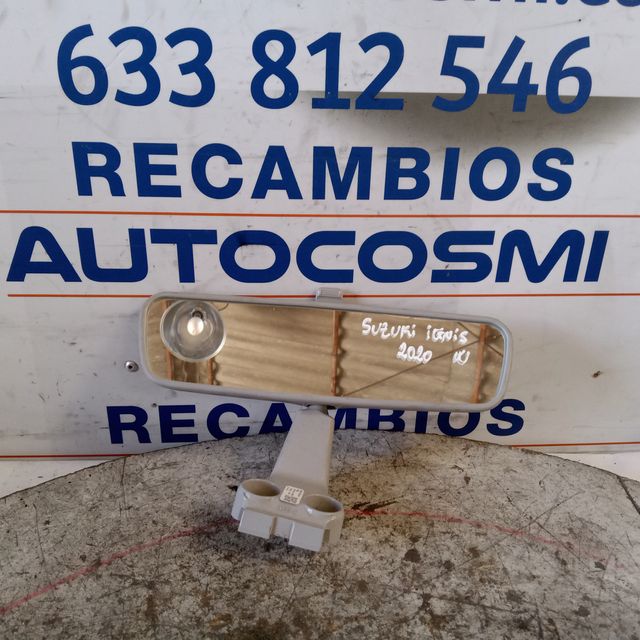 633 812 546
RECAMBIOS
AUTOCOSMI
SUZUKI IGNIS
2020
RECAMBIOS